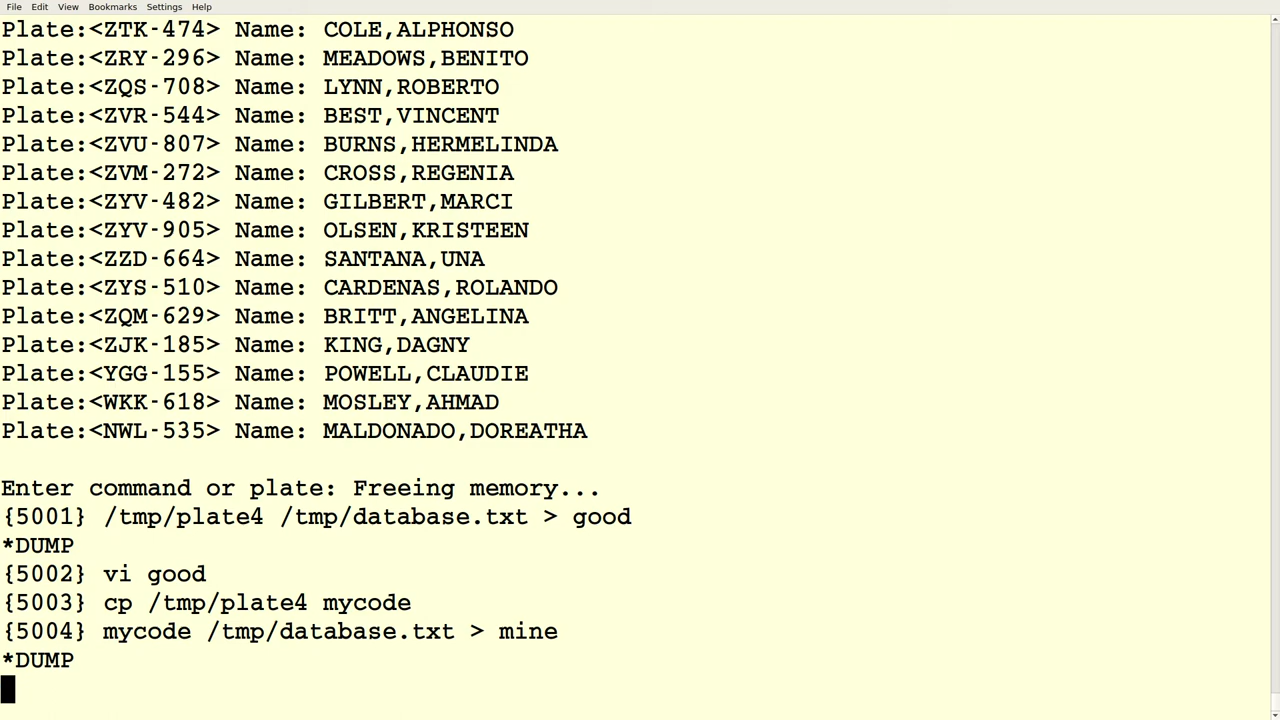 File Edit View Bookmarks Settings Help
Plate:<ZTK-474> Name: COLE,ALPHONSO
Plate:<ZRY-296> Name: MEADOWS,BENITO
Plate:<ZQS-708> Name: LYNN,ROBERTO
Plate:<ZVR-544> Name: BEST,VINCENT
Plate:<ZVU-807> Name: BURNS,HERMELINDA
Plate:<ZVM-272> Name: CROSS,REGENIA
Plate:<ZYV-482> Name: GILBERT,MARCI
Plate:<ZYV-905> Name: OLSEN,KRISTEEN
Plate:<ZZD-664> Name: SANTANA,UNA
Plate:<ZYS-510> Name: CARDENAS,ROLANDO
Plate:<ZQM-629> Name: BRITT,ANGELINA
Plate:<ZJK-185> Name: KING,DAGNY
Plate:<YGG-155> Name: POWELL,CLAUDIE
Plate:<WKK-618> Name: MOSLEY,AHMAD
Plate:<NWL-535> Name: MALDONADO,DOREATHA
Enter command or plate: Freeing memory...
{5001} /tmp/plate4 /tmp/database.txt > good
*DUMP
{5002} vi good
{5003} cp /tmp/plate4 mycode
{5004} mycode /tmp/database.txt > mine
*DUMP